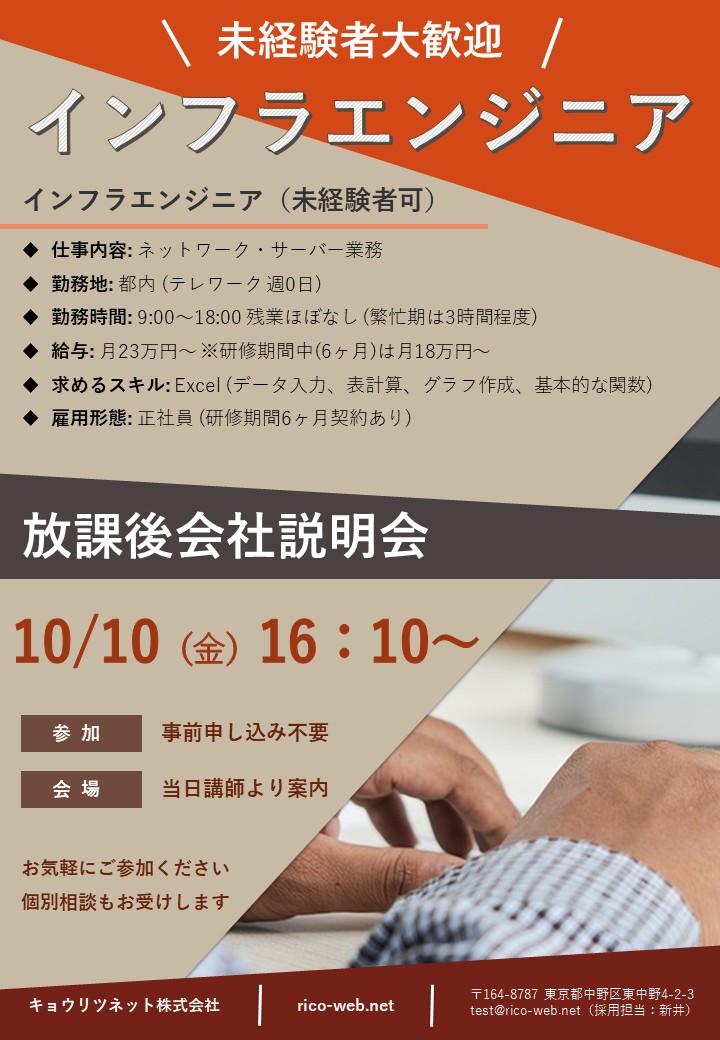 未経験者大歓迎
インフラエンジニア
インフラエンジニア（未経験者可）
◆ 仕事内容: ネットワーク・サーバー業務
◆ 勤務地: 都内 (テレワーク週0日)
◆ 勤務時間: 9:00～18:00 残業ほぼなし (繁忙期は3時間程度)
◆ 給与: 月23万円～ ※研修期間中(6ヶ月)は月18万円～
◆ 求めるスキル: Excel (データ入力、表計算、グラフ作成、基本的な関数)
◆ 雇用形態: 正社員 (研修期間6ヶ月契約あり)
放課後会社説明会
10/10（金）16：10～
参加 事前申し込み不要
会場 当日講師より案内
お気軽にご参加ください
個別相談もお受けします
キョウリツネット株式会社
rico-web.net
〒164-8787 東京都中野区東中野4-2-3
test@rico-web.net（採用担当：新井）